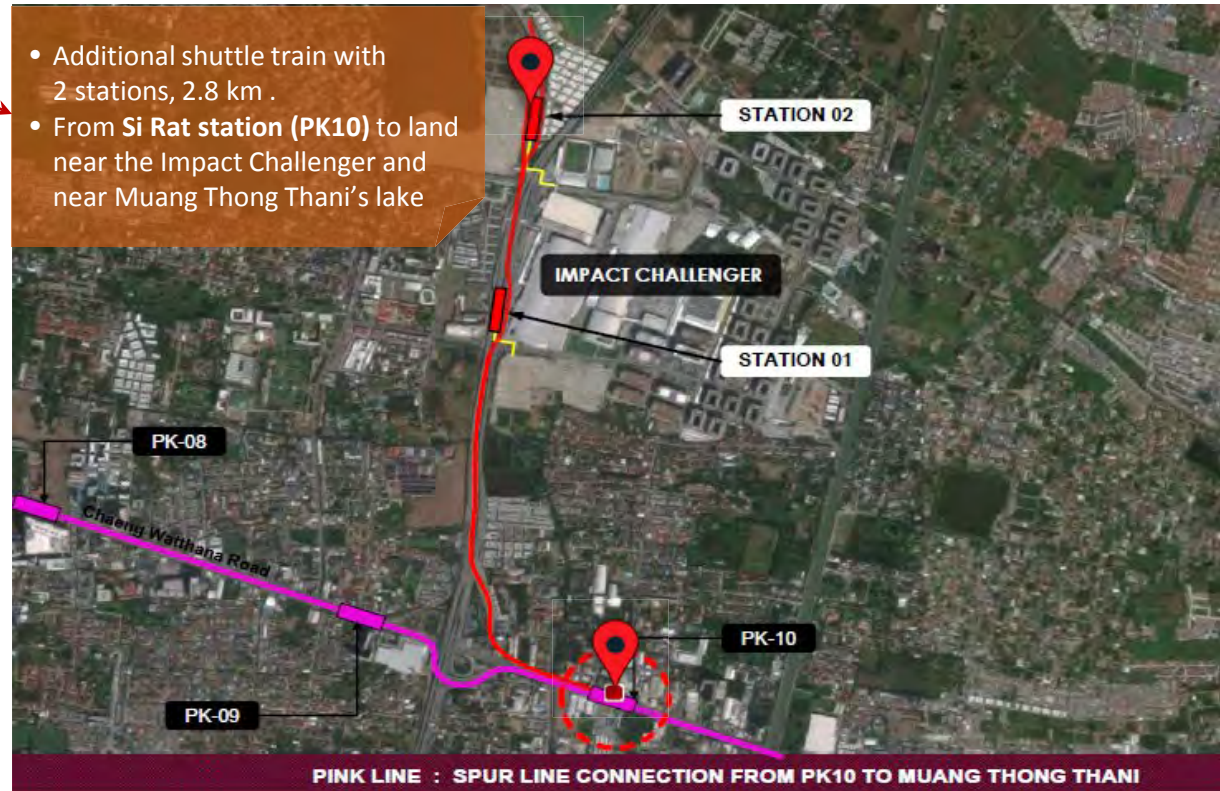 • Additional shuttle train with
2 stations, 2.8 km .
• From Si Rat station (PK10) to land
near the Impact Challenger and
near Muang Thong Thani’s lake
STATION 02
IMPACT CHALLENGER
STATION 01
PK-08
Chaeng Watthana Road
PK-10
PK-09
PINK LINE : SPUR LINE CONNECTION FROM PK10 TO MUANG THONG THANI